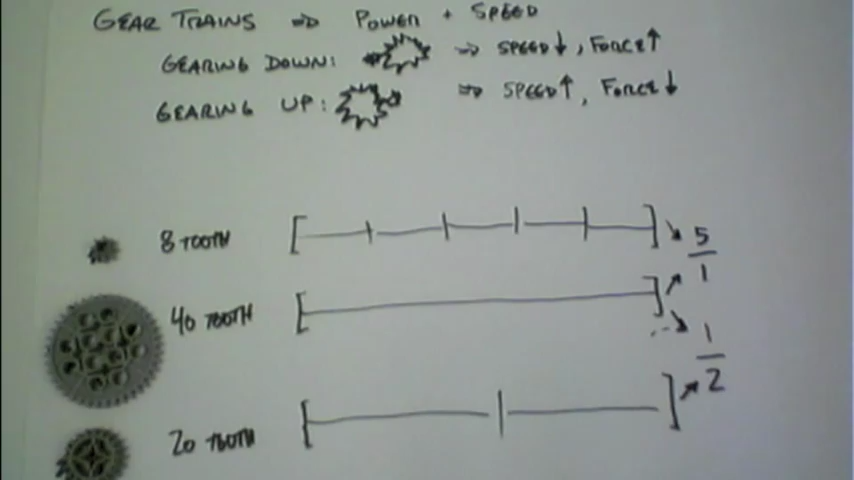 GEAR TRAINS ⇒ POWER + SPEED
GEARING DOWN: ⇒ SPEED↓, FORCE↑
GEARING UP: ⇒ SPEED↑, FORCE↓
8 TOOTH
5/1
40 TOOTH
1/2
20 TOOTH